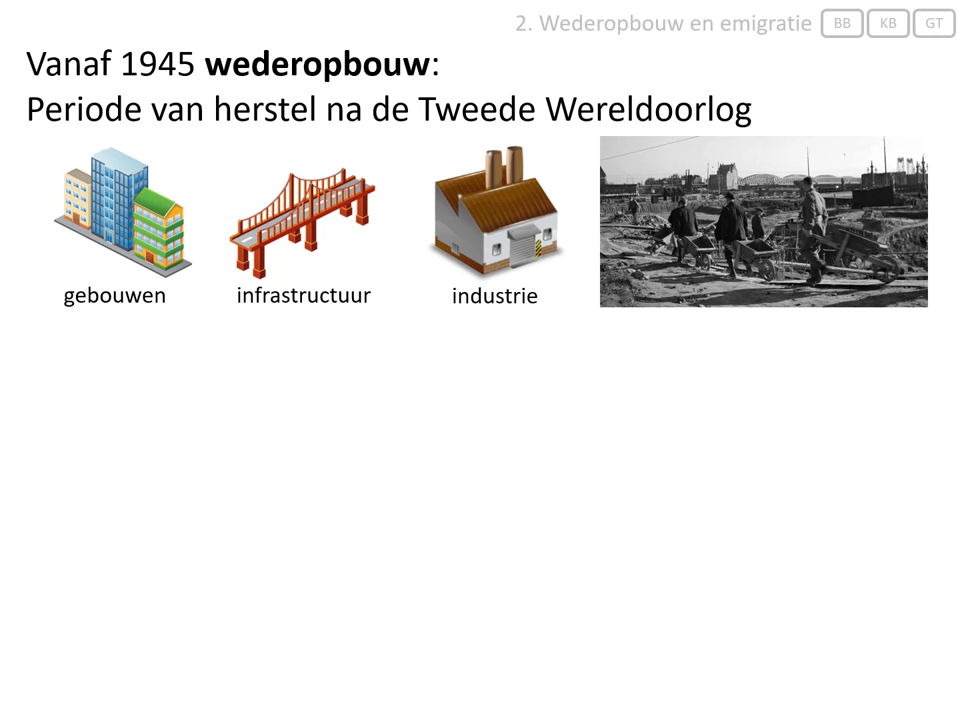 2. Wederopbouw en emigratie BB KB GT
Vanaf 1945 wederopbouw:
Periode van herstel na de Tweede Wereldoorlog
gebouwen infrastructuur industrie